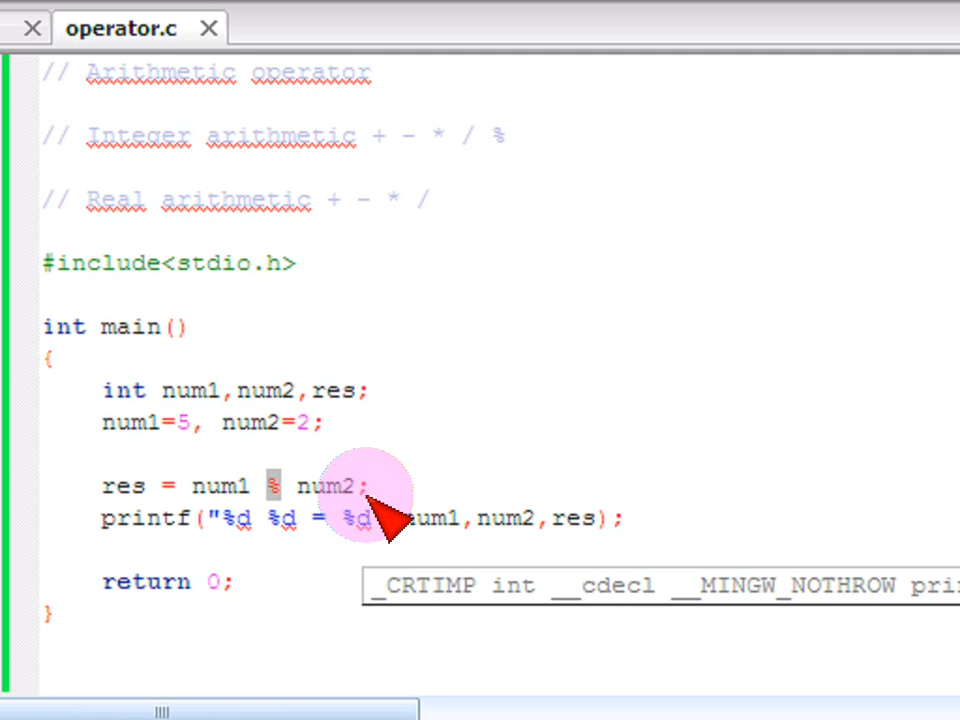 operator.c
// Arithmetic operator
// Integer arithmetic + - * / %
// Real arithmetic + - * /
#include<stdio.h>
int main()
{
int num1,num2,res;
num1=5, num2=2;
res = num1 % num2;
printf("%d %d = %d num1,num2,res);
return 0;
_CRTIMP int __cdecl __MINGW_NOTHROW
}